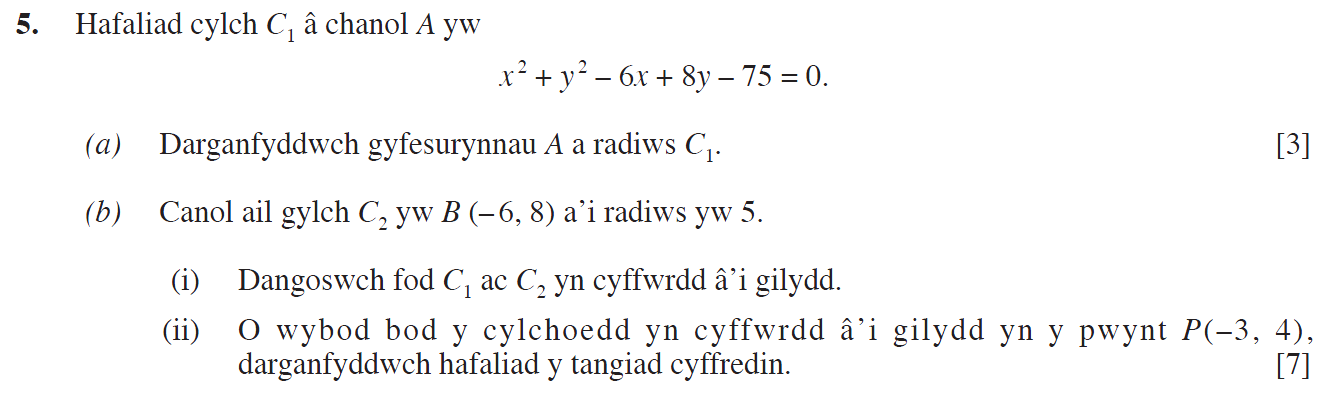 5. Hafaliad cylch C₁ â chanol A yw
x² + y² – 6x + 8y – 75 = 0.
(a) Darganfyddwch gyfesurynnau A a radiws C₁. [3]
(b) Canol ail gylch C₂ yw B (–6, 8) a’i radiws yw 5.
(i) Dangoswch fod C₁ ac C₂ yn cyffwrdd â’i gilydd.
(ii) O wybod bod y cylchoedd yn cyffwrdd â’i gilydd yn y pwynt P(–3, 4),
darganfyddwch hafaliad y tangiad cyffredin. [7]